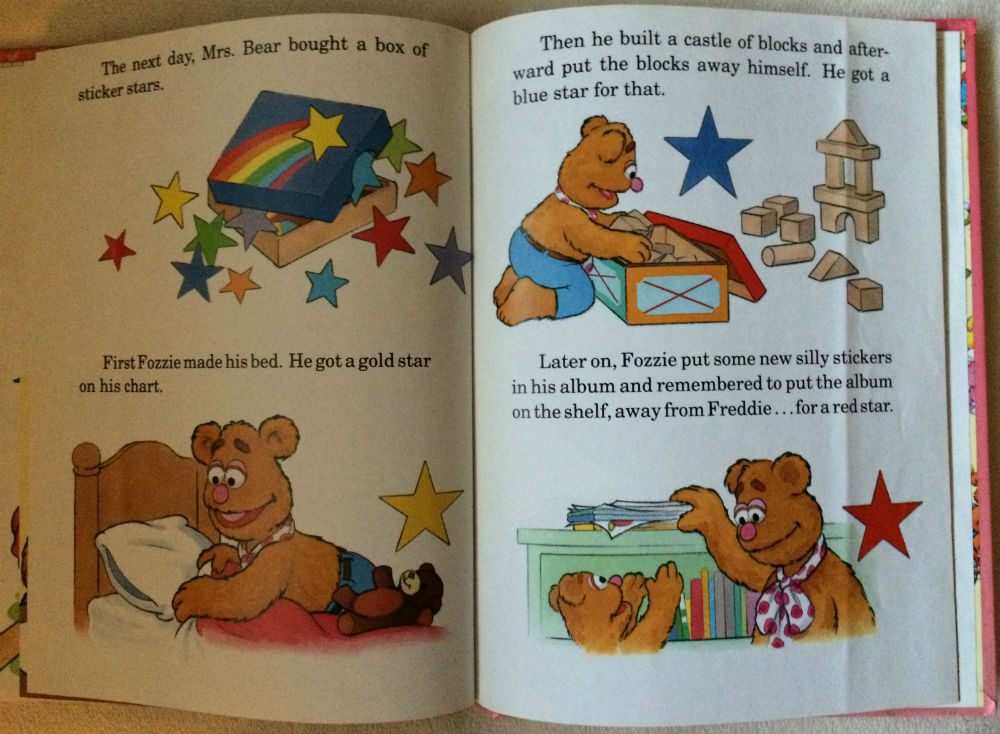 The next day, Mrs. Bear bought a box of
sticker stars.
First Fozzie made his bed. He got a gold star
on his chart.
Then he built a castle of blocks and after-
ward put the blocks away himself. He got a
blue star for that.
Later on, Fozzie put some new silly stickers
in his album and remembered to put the album
on the shelf, away from Freddie...for a red star.